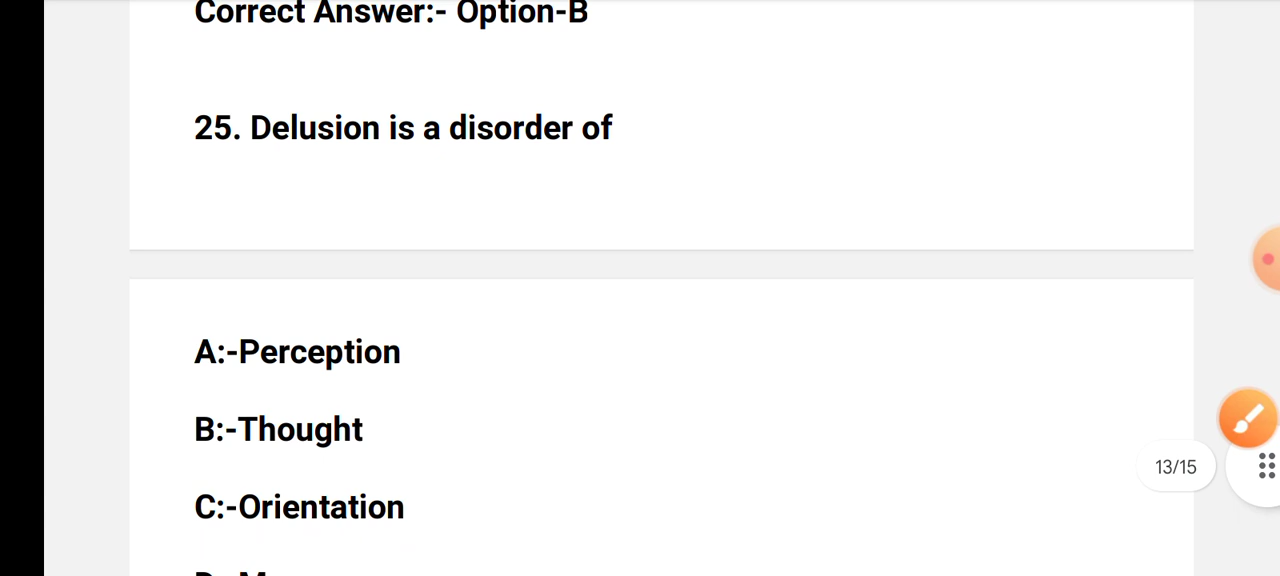 Correct Answer:- Option-B
25. Delusion is a disorder of
A:-Perception
B:-Thought
13/15
C:-Orientation